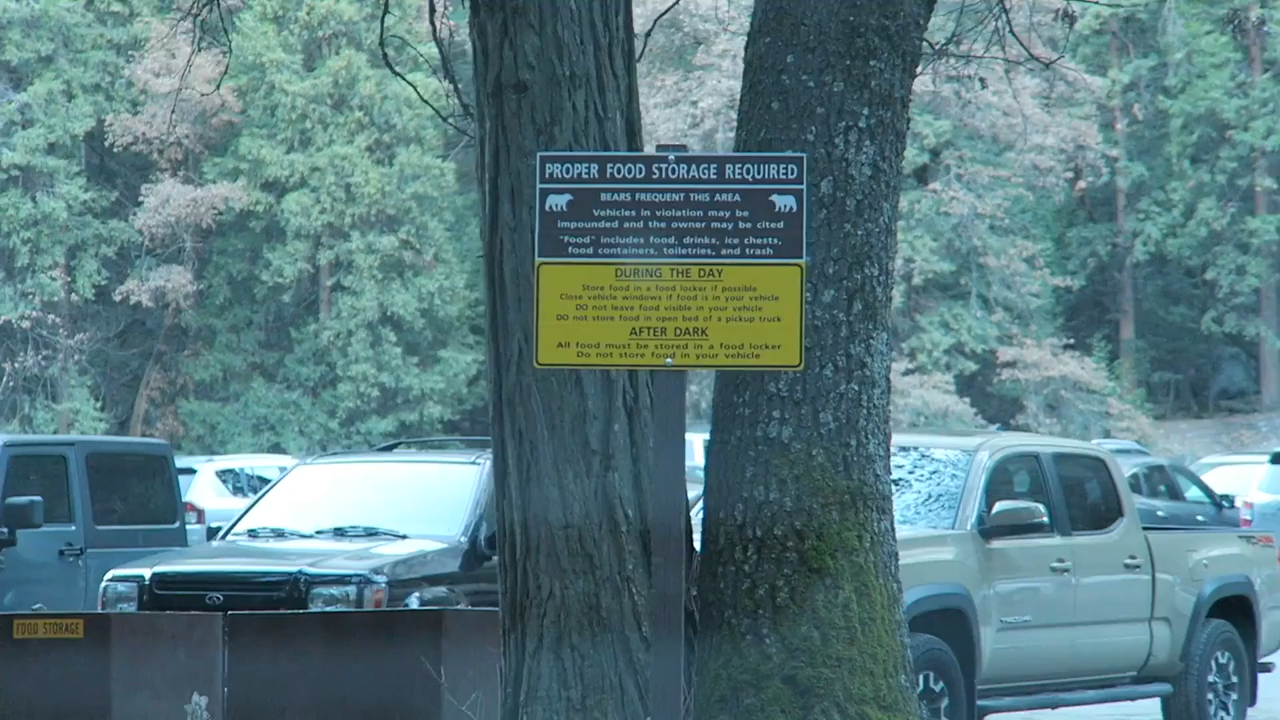 PROPER FOOD STORAGE REQUIRED
BEARS FREQUENT THIS AREA
Vehicles in violation may be
impounded and the owner may be cited
"Food" includes food, drinks, ice chests,
food containers, toiletries, and trash
DURING THE DAY
Store food in a food locker if possible
Close vehicle windows if food is in your vehicle
DO not leave food visible in your vehicle
DO not store food in open bed of a pickup truck
AFTER DARK
All food must be stored in a food locker
Do not store food in your vehicle
FOOD STORAGE